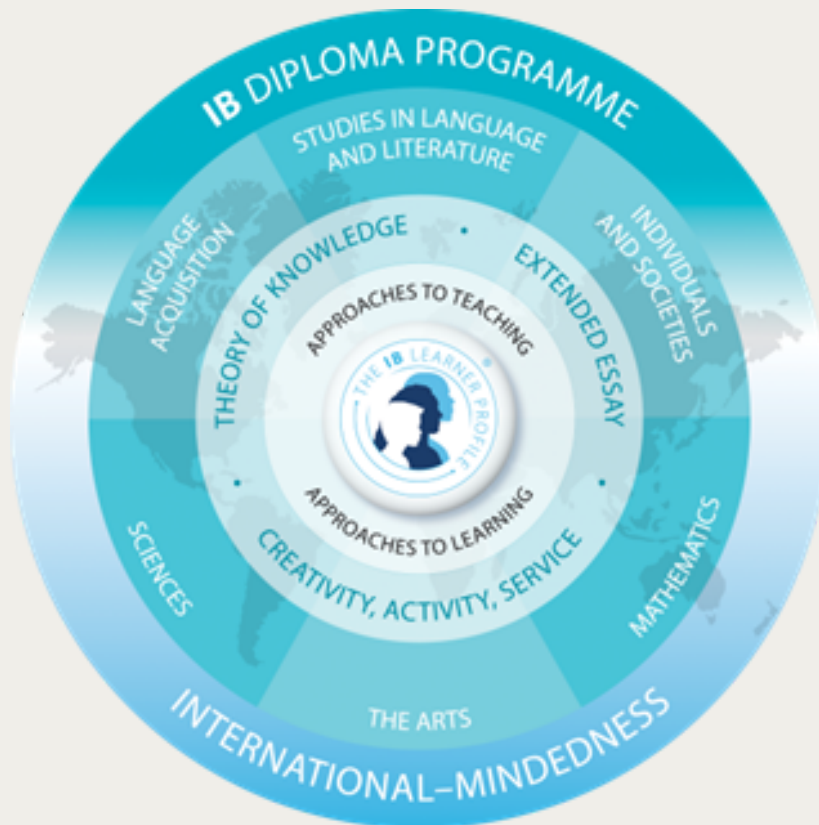 IB DIPLOMA PROGRAMME
STUDIES IN LANGUAGE
AND LITERATURE
LANGUAGE
ACQUISITION
INDIVIDUALS
AND SOCIETIES
THEORY OF KNOWLEDGE •
EXTENDED ESSAY •
APPROACHES TO TEACHING
THE IB LEARNER PROFILE ®
APPROACHES TO LEARNING
CREATIVITY, ACTIVITY, SERVICE •
SCIENCES
MATHEMATICS
THE ARTS
INTERNATIONAL–MINDEDNESS